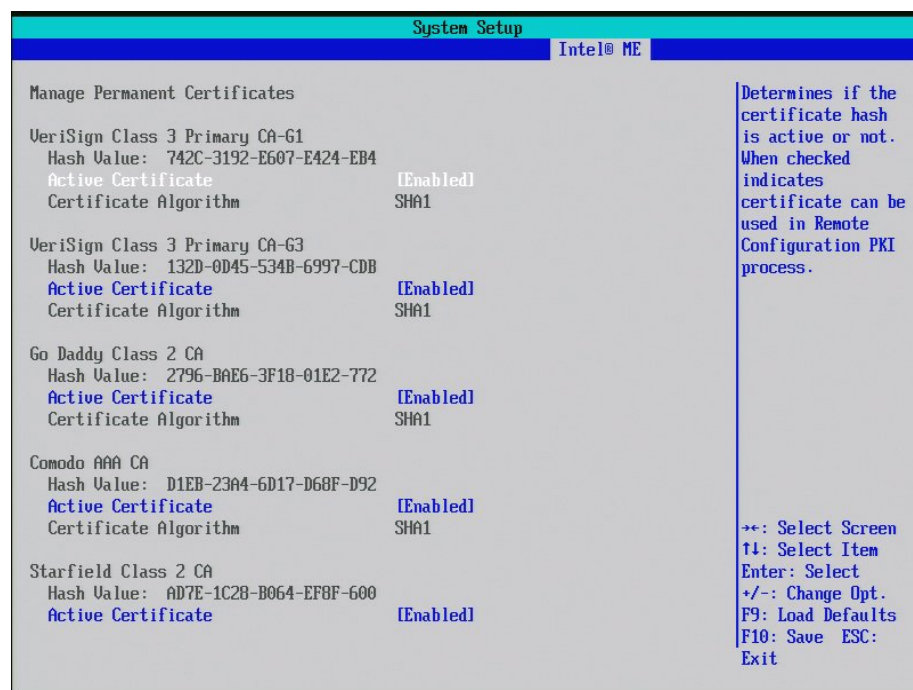 System Setup
Intel® ME
Manage Permanent Certificates
VeriSign Class 3 Primary CA-G1
Hash Value: 742C-3192-E607-E424-EB4
Active Certificate [Enabled]
Certificate Algorithm SHA1
VeriSign Class 3 Primary CA-G3
Hash Value: 132D-0D45-534B-6997-CDB
Active Certificate [Enabled]
Certificate Algorithm SHA1
Go Daddy Class 2 CA
Hash Value: 2796-BAE6-3F18-01E2-772
Active Certificate [Enabled]
Certificate Algorithm SHA1
Comodo AAA CA
Hash Value: D1EB-23A4-6D17-D68F-D92
Active Certificate [Enabled]
Certificate Algorithm SHA1
Starfield Class 2 CA
Hash Value: AD7E-1C28-B064-EF8F-600
Active Certificate [Enabled]
Determines if the
certificate hash
is active or not.
When checked
indicates
certificate can be
used in Remote
Configuration PKI
process.
→←: Select Screen
↑↓: Select Item
Enter: Select
+/-: Change Opt.
F9: Load Defaults
F10: Save ESC:
Exit